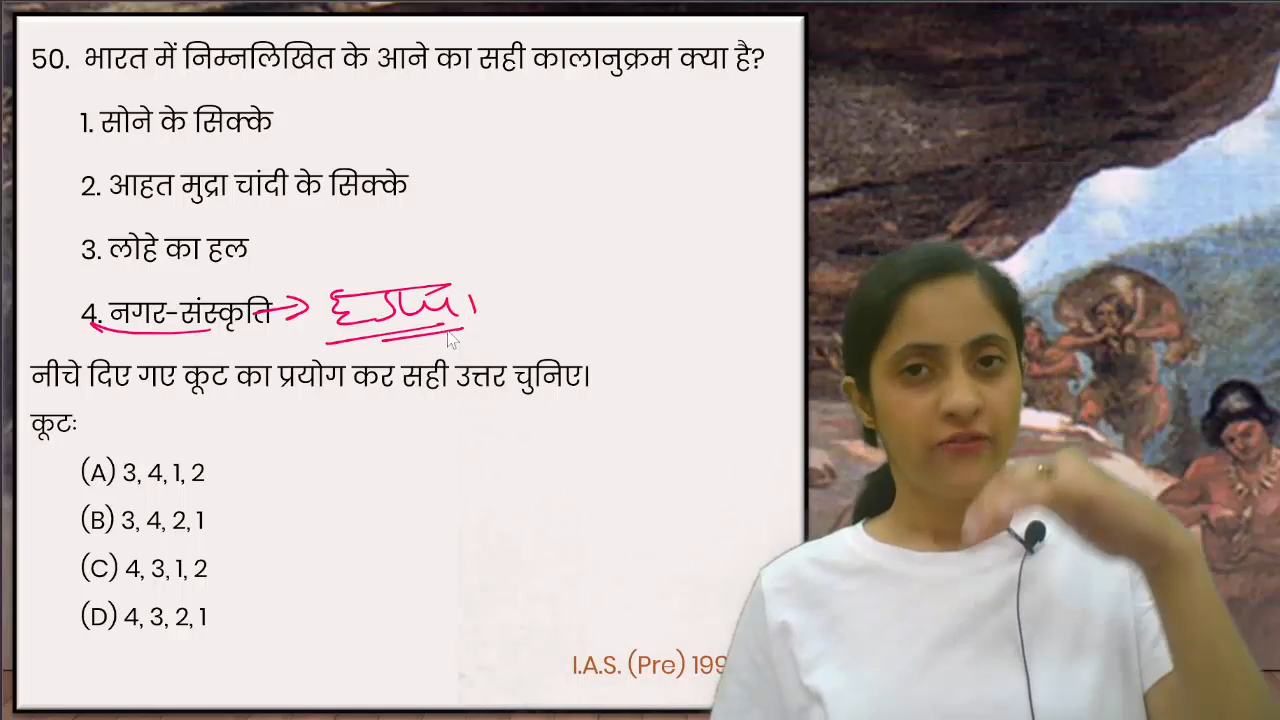 50. भारत में निम्नलिखित के आने का सही कालानुक्रम क्या है?
1. सोने के सिक्के
2. आहत मुद्रा चांदी के सिक्के
3. लोहे का हल
4. नगर-संस्कृति
नीचे दिए गए कूट का प्रयोग कर सही उत्तर चुनिए।
कूटः
(A) 3, 4, 1, 2
(B) 3, 4, 2, 1
(C) 4, 3, 1, 2
(D) 4, 3, 2, 1
I.A.S. (Pre) 199